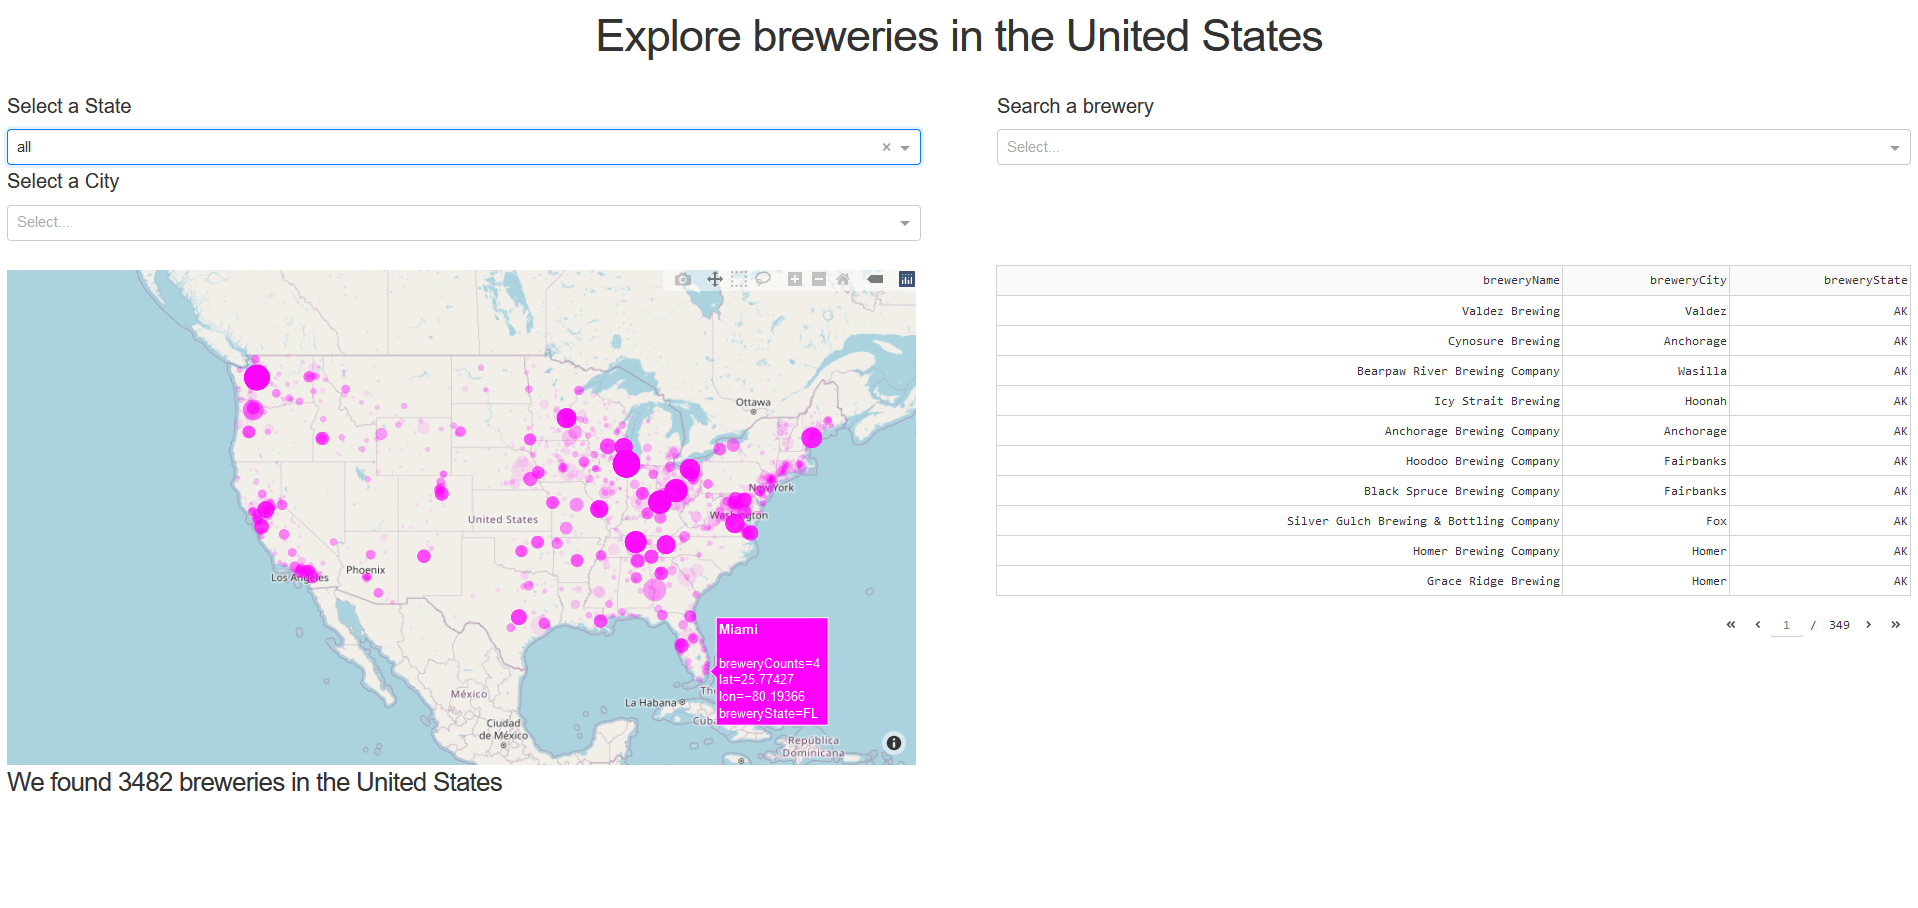 Explore breweries in the United States
Select a State
all
Select a City
Select...
Search a brewery
Select...
Ottawa
New York
Washington
United States
Los Angeles
Phoenix
México
Ciudad
de México
La Habana
Th
Cub
República
Dominicana
Miami
breweryCounts=4
lat=25.77427
lon=−80.19366
breweryState=FL
We found 3482 breweries in the United States
breweryName breweryCity breweryState
Valdez Brewing Valdez AK
Cynosure Brewing Anchorage AK
Bearpaw River Brewing Company Wasilla AK
Icy Strait Brewing Hoonah AK
Anchorage Brewing Company Anchorage AK
Hoodoo Brewing Company Fairbanks AK
Black Spruce Brewing Company Fairbanks AK
Silver Gulch Brewing & Bottling Company Fox AK
Homer Brewing Company Homer AK
Grace Ridge Brewing Homer AK
1 / 349